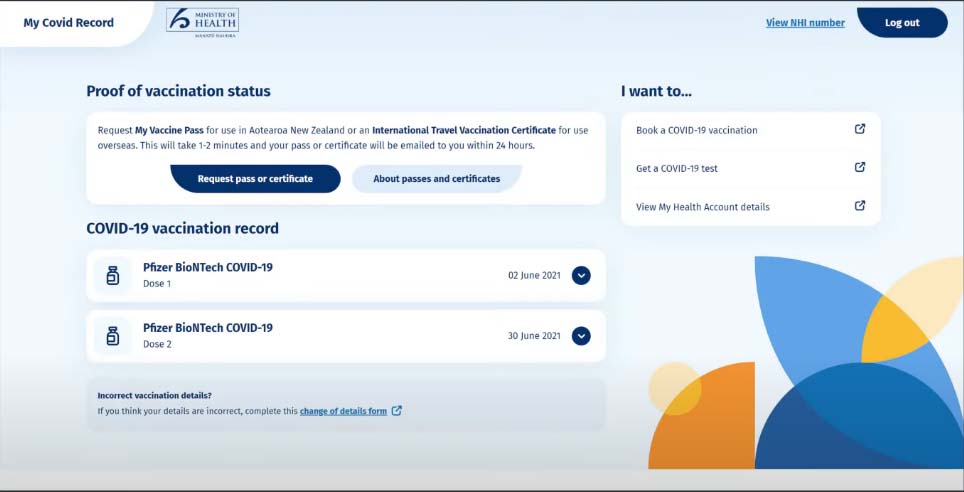 My Covid Record
MINISTRY OF
HEALTH
MANATŪ HAUORA
View NHI number
Log out
Proof of vaccination status
Request My Vaccine Pass for use in Aotearoa New Zealand or an International Travel Vaccination Certificate for use
overseas. This will take 1-2 minutes and your pass or certificate will be emailed to you within 24 hours.
Request pass or certificate
About passes and certificates
I want to...
Book a COVID-19 vaccination
Get a COVID-19 test
View My Health Account details
COVID-19 vaccination record
Pfizer BioNTech COVID-19
Dose 1
02 June 2021
Pfizer BioNTech COVID-19
Dose 2
30 June 2021
Incorrect vaccination details?
If you think your details are incorrect, complete this change of details form